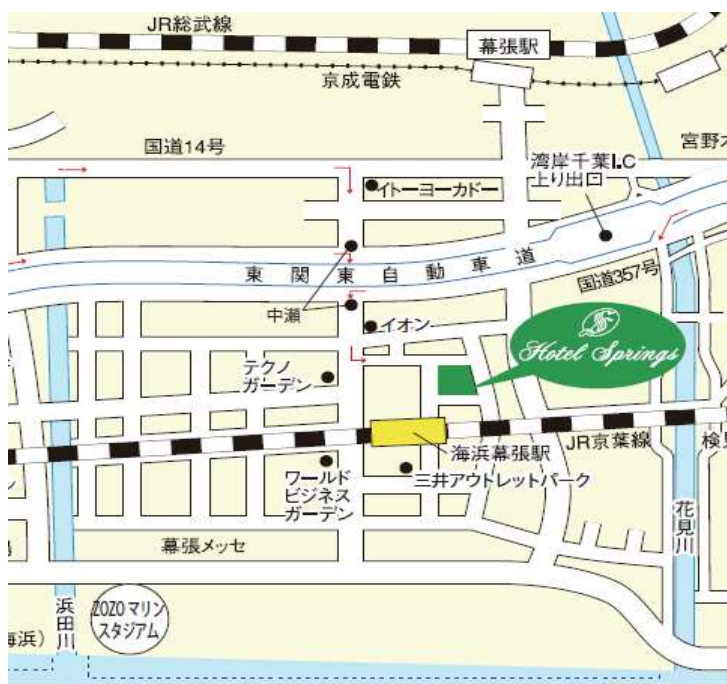 JR総武線
幕張駅
京成電鉄
国道14号
宮野木
湾岸千葉I.C
上り出口
イトーヨーカドー
東関東自動車道
国道357号
中瀬
イオン
Hotel Springs
テクノ
ガーデン
海浜幕張駅
JR京葉線
検見
三井アウトレットパーク
ワールド
ビジネス
ガーデン
花見川
幕張メッセ
浜田川
ZOZOマリン
スタジアム
海浜）